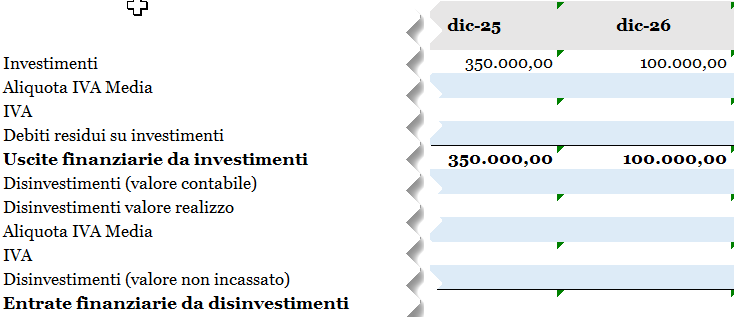 dic-25 dic-26
Investimenti 350.000,00 100.000,00
Aliquota IVA Media
IVA
Debiti residui su investimenti
Uscite finanziarie da investimenti 350.000,00 100.000,00
Disinvestimenti (valore contabile)
Disinvestimenti valore realizzo
Aliquota IVA Media
IVA
Disinvestimenti (valore non incassato)
Entrate finanziarie da disinvestimenti